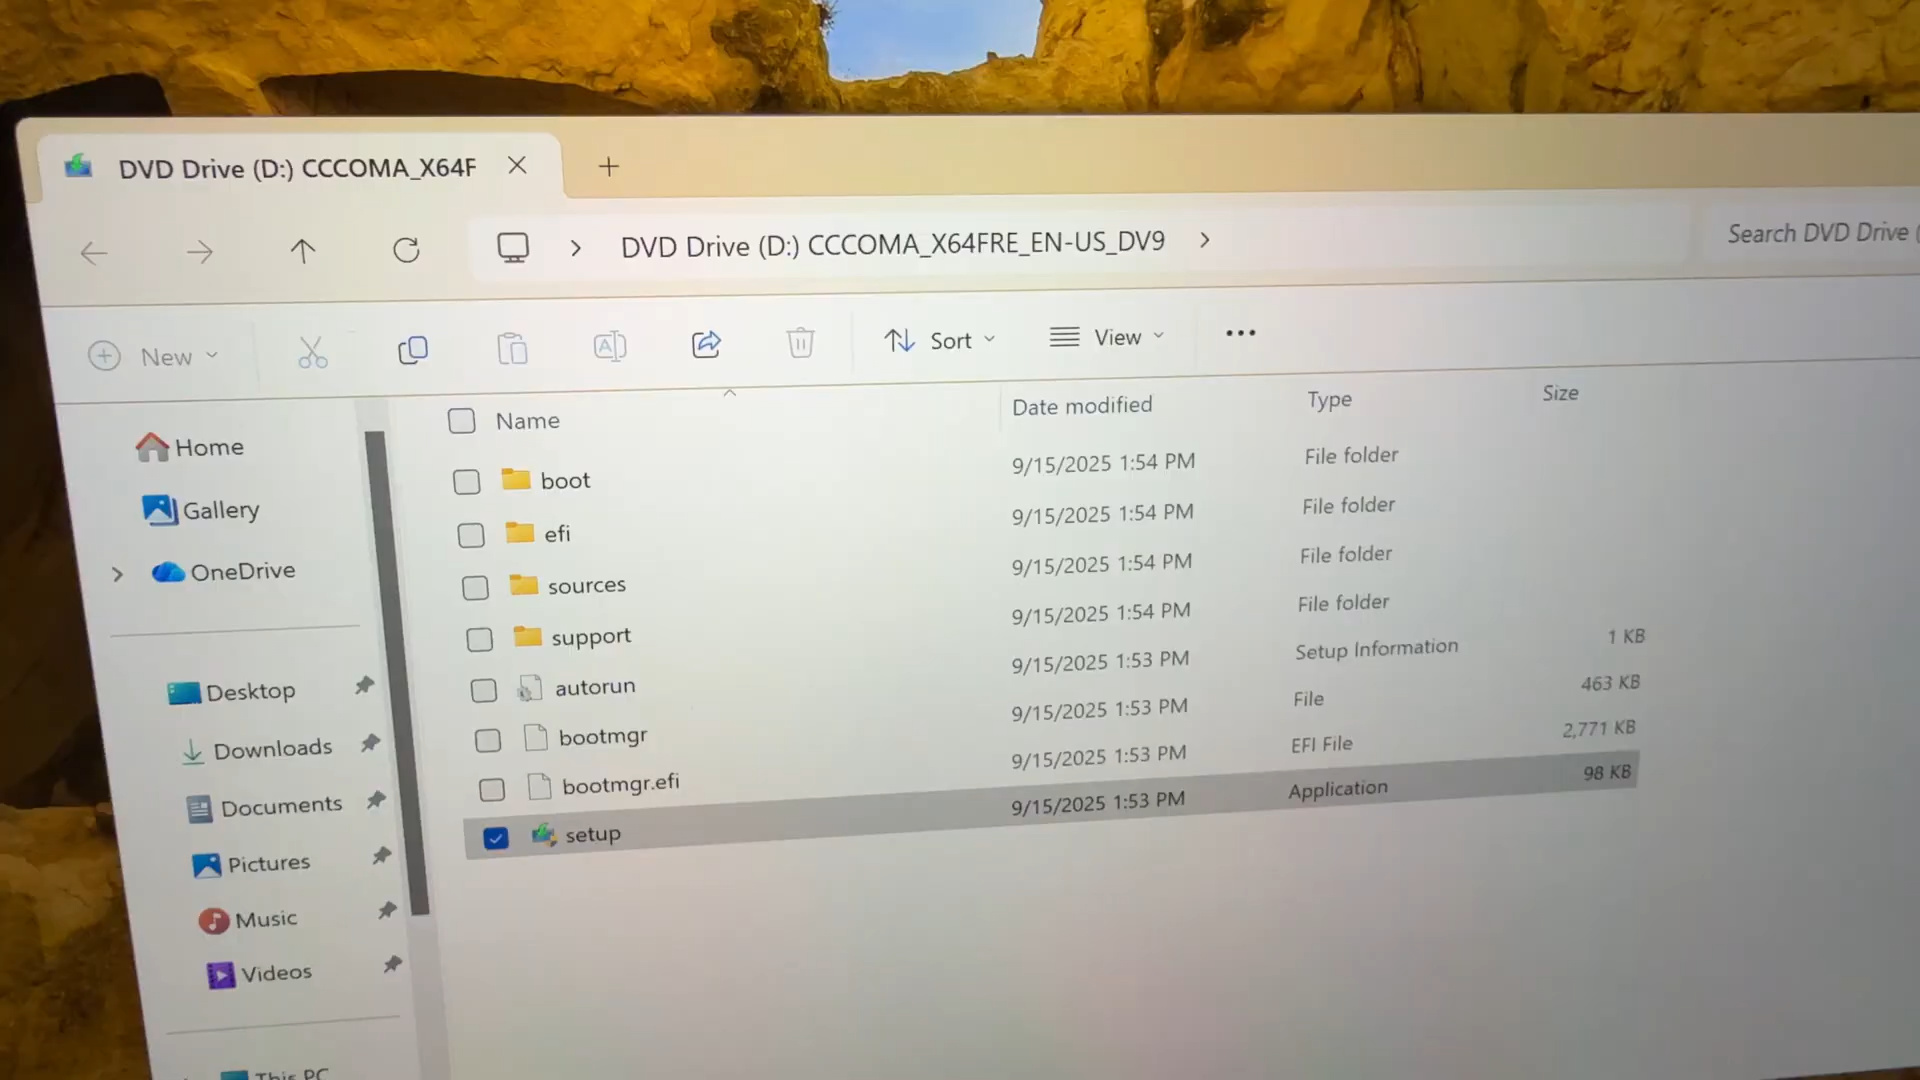 DVD Drive (D:) CCCOMA_X64F
DVD Drive (D:) CCCOMA_X64FRE_EN-US_DV9
Search DVD Drive
New
Sort
View
Name Date modified Type Size
Home
Gallery
OneDrive
Desktop
Downloads
Documents
Pictures
Music
Videos
This PC
boot 9/15/2025 1:54 PM File folder
efi 9/15/2025 1:54 PM File folder
sources 9/15/2025 1:54 PM File folder
support 9/15/2025 1:54 PM File folder
autorun 9/15/2025 1:53 PM Setup Information 1 KB
bootmgr 9/15/2025 1:53 PM File 463 KB
bootmgr.efi 9/15/2025 1:53 PM EFI File 2,771 KB
setup 9/15/2025 1:53 PM Application 98 KB